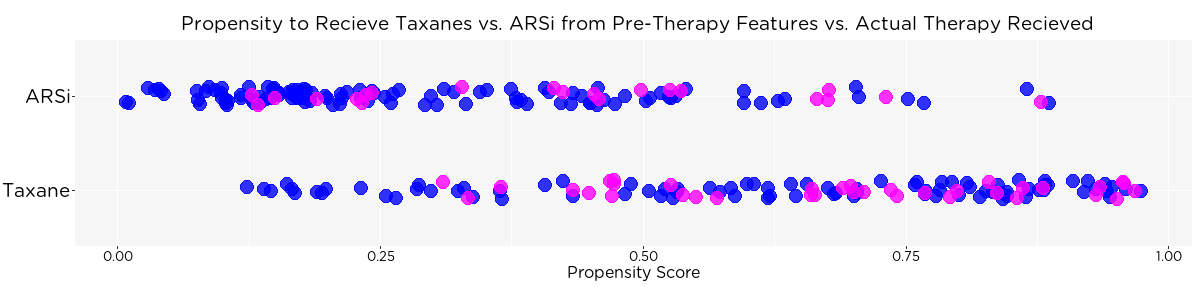 Propensity to Recieve Taxanes vs. ARSi from Pre-Therapy Features vs. Actual Therapy Recieved
ARSi
Taxane
0.00 0.25 0.50 0.75 1.00
Propensity Score